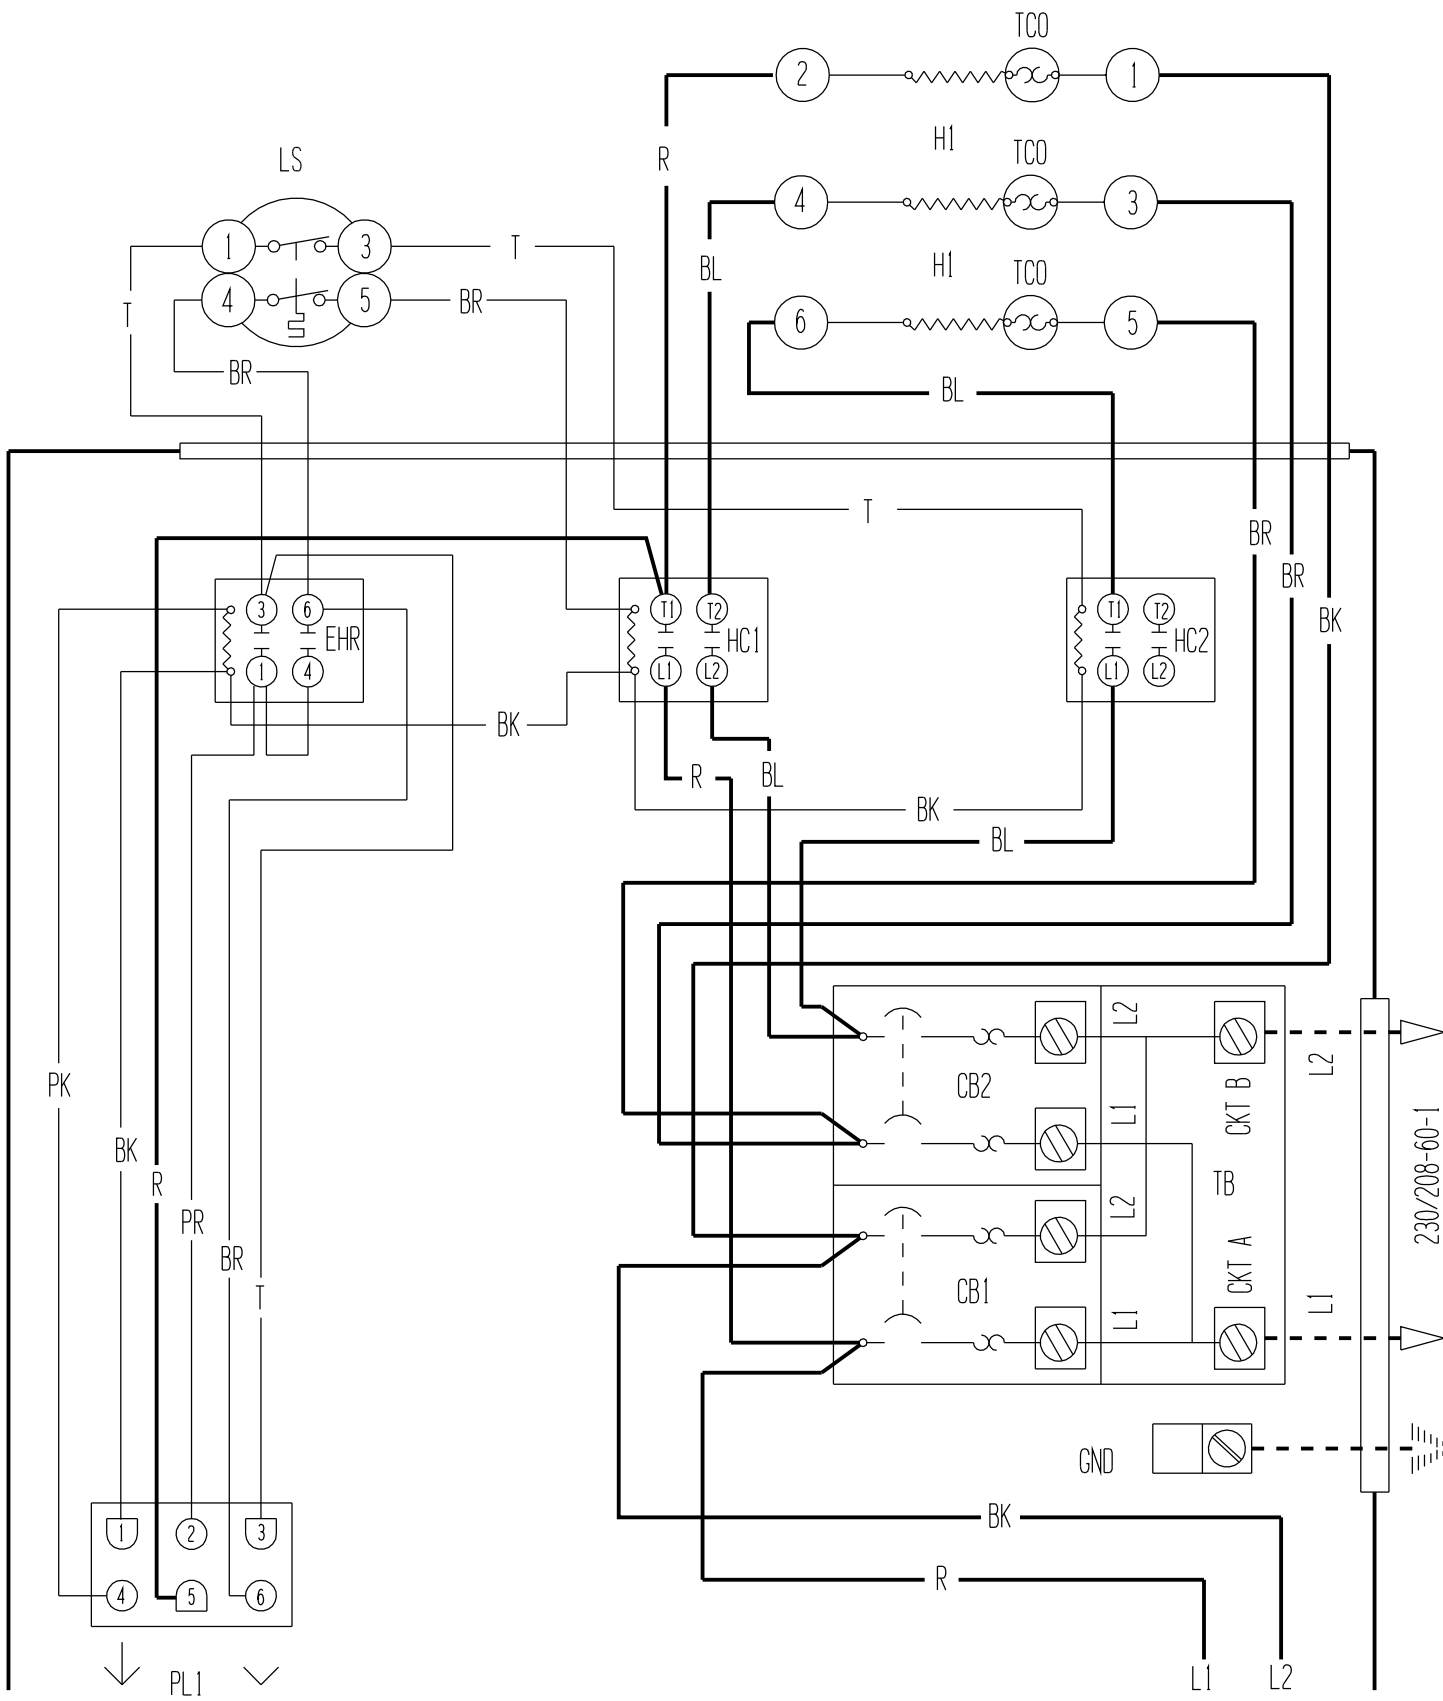 TCO
2 1
H1
R
TCO
LS
4 3
1 3
T
H1
BL
TCO
4 5
BR
T
6 5
BR
BL
T
BR
BR
3 6
EHR
1 4
T1 T2
HC1
L1 L2
T1 T2
HC2
L1 L2
BK
BK
R
BL
BK
BL
L2
L2
CB2
PK
CKT B
L1
BK
R
TB
230/208-60-1
L2
PR
BR
CKT A
T
CB1
L1
L1
GND
BK
1 2 3
R
4 5 6
PL1
L1
L2